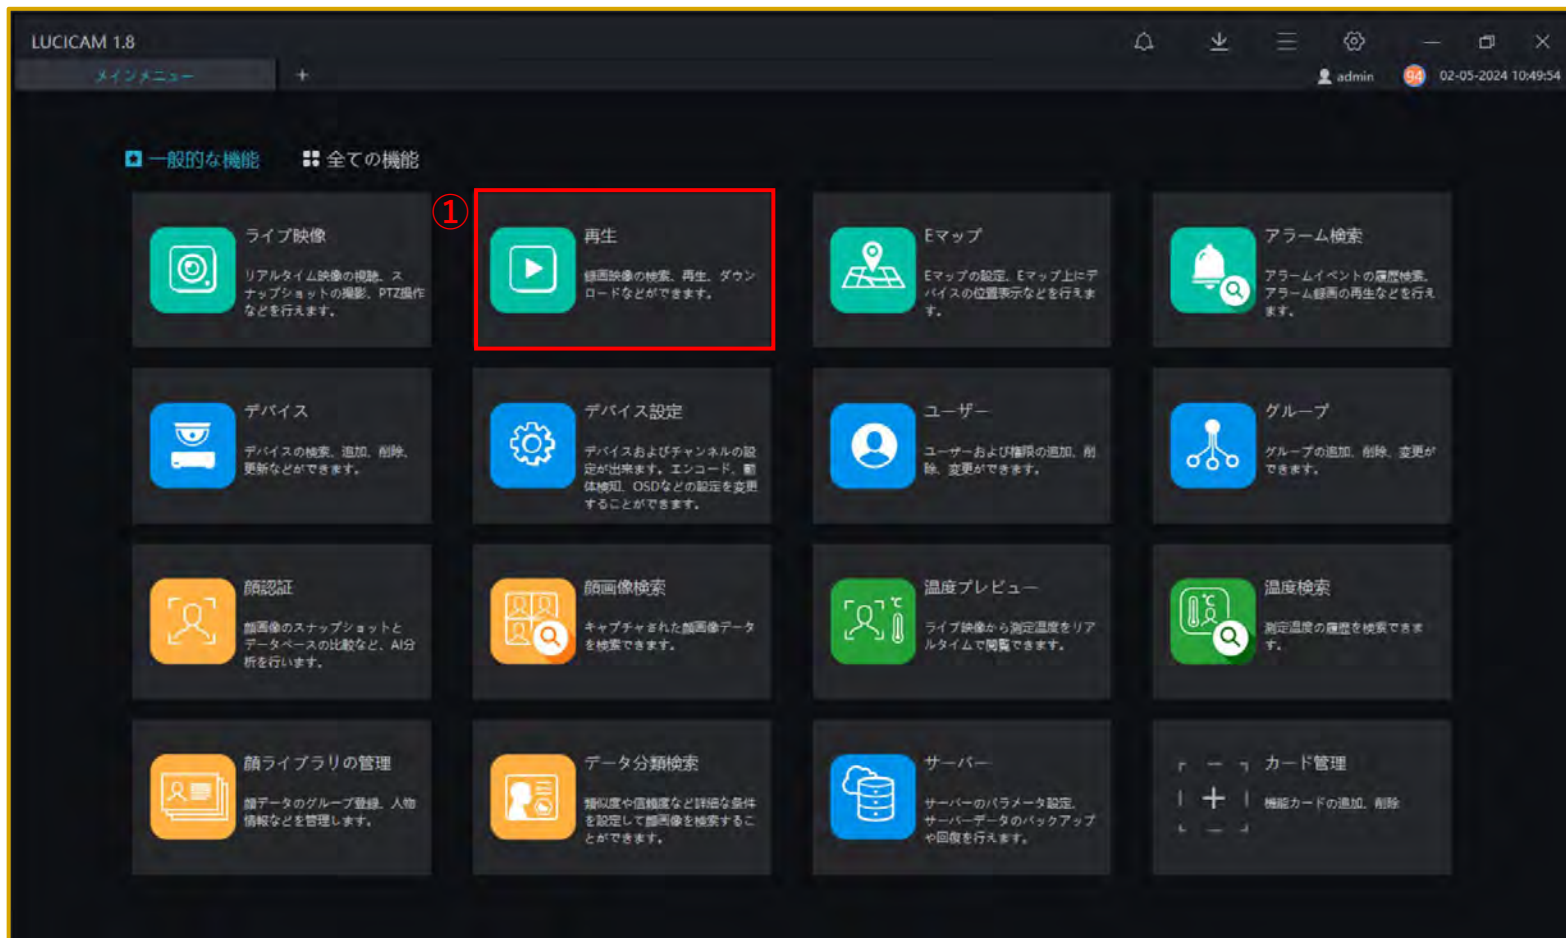 LUCICAM 1.8
メインメニュー
+
admin
94
02-05-2024 10:49:54
一般的な機能
全ての機能
①
ライブ映像
リアルタイム映像の視聴、ス
ナップショットの撮影、PTZ操作
などを行えます。
再生
録画映像の検索、再生、ダウン
ロードなどができます。
Eマップ
Eマップの設定、Eマップ上にデ
バイスの位置表示などを行えま
す。
アラーム検索
アラームイベントの履歴検索、
アラーム録画の再生などを行え
ます。
デバイス
デバイスの検索、追加、削除、
更新などができます。
デバイス設定
デバイスおよびチャンネルの設
定が出来ます。エンコード、動
体検知、OSDなどの設定を変更
することができます。
ユーザー
ユーザーおよび権限の追加、削
除、変更ができます。
グループ
グループの追加、削除、変更が
できます。
顔認証
顔画像のスナップショットと
データベースの比較など、AI分
析を行います。
顔画像検索
キャプチャされた顔画像データ
を検索できます。
温度プレビュー
ライブ映像から測定温度をリア
ルタイムで閲覧できます。
温度検索
測定温度の履歴を検索できま
す。
顔ライブラリの管理
顔データのグループ登録、人物
情報などを管理します。
データ分類検索
類似度や信頼度など詳細な条件
を設定して顔画像を検索するこ
とができます。
サーバー
サーバーのパラメータ設定、
サーバーデータのバックアップ
や回復を行えます。
カード管理
機能カードの追加、削除